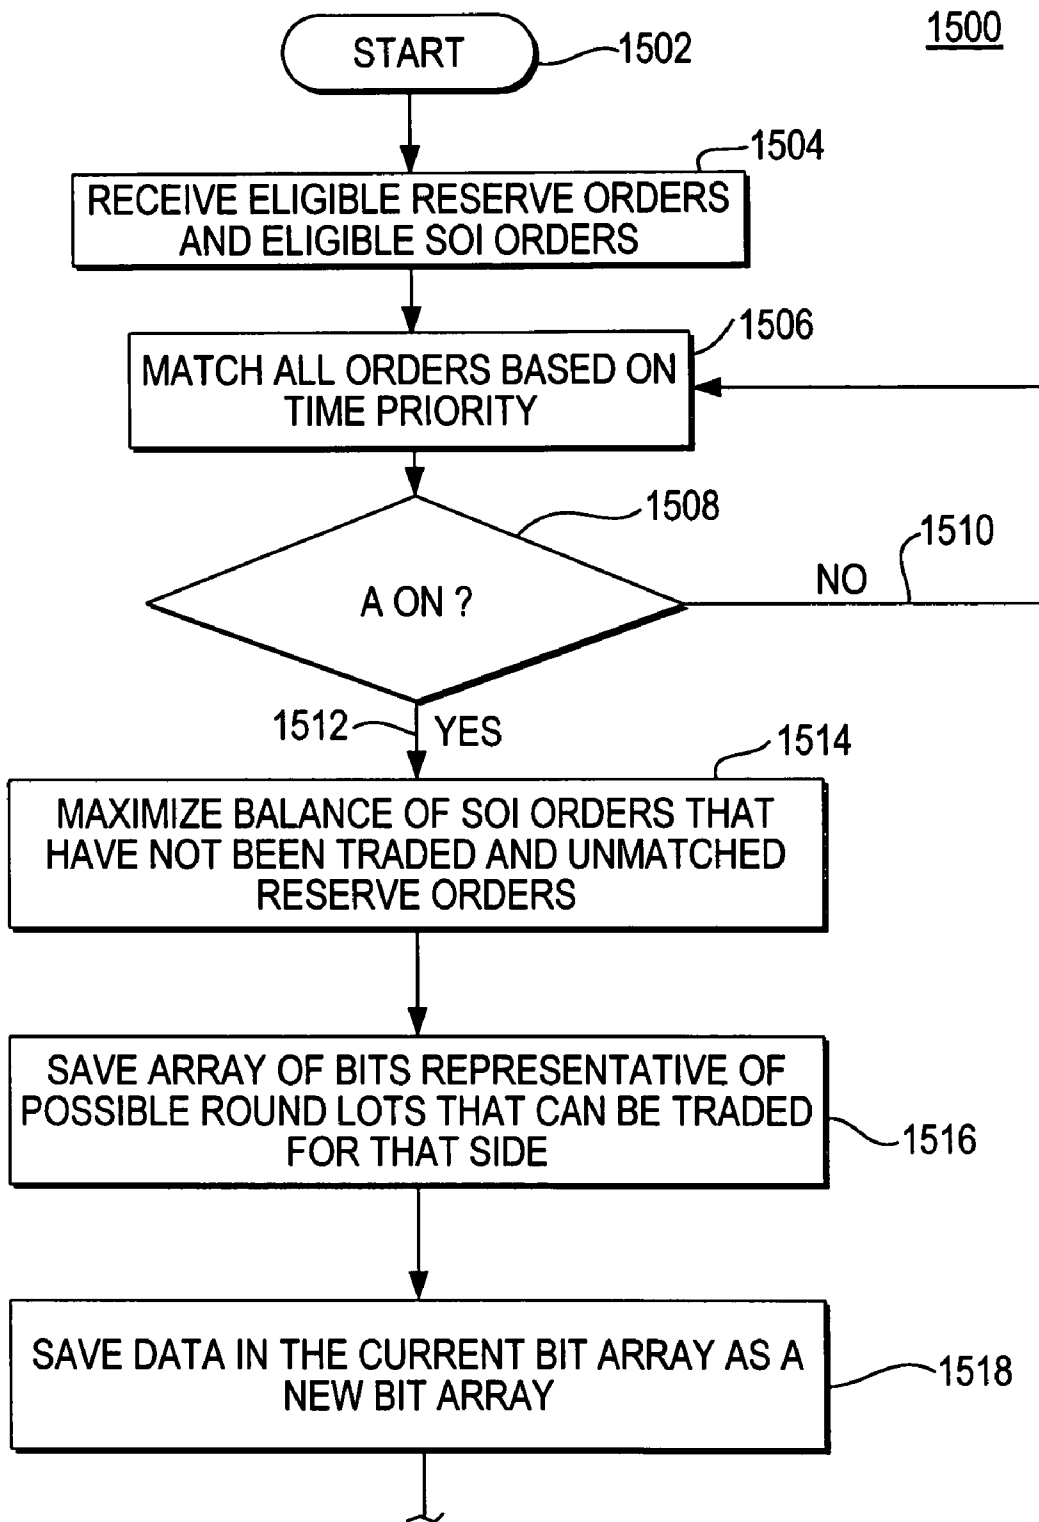 1500
START
1502
1504
RECEIVE ELIGIBLE RESERVE ORDERS
AND ELIGIBLE SOI ORDERS
1506
MATCH ALL ORDERS BASED ON
TIME PRIORITY
1508
A ON ?
1510
NO
1512
YES
1514
MAXIMIZE BALANCE OF SOI ORDERS THAT
HAVE NOT BEEN TRADED AND UNMATCHED
RESERVE ORDERS
SAVE ARRAY OF BITS REPRESENTATIVE OF
POSSIBLE ROUND LOTS THAT CAN BE TRADED
FOR THAT SIDE
1516
SAVE DATA IN THE CURRENT BIT ARRAY AS A
NEW BIT ARRAY
1518